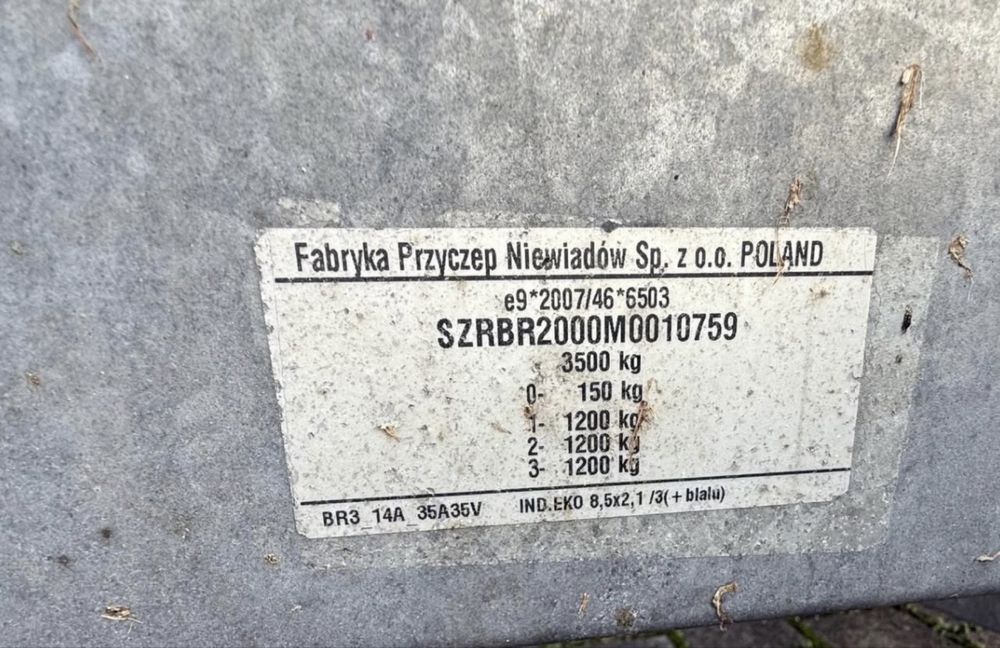 Fabryka Przyczep Niewiadów Sp. z o.o. POLAND
e9*2007/46*6503
SZRBR2000M0010759
3500 kg
0- 150 kg
1- 1200 kg
2- 1200 kg
3- 1200 kg
BR3_14A_35A35V IND.EKO 8,5x2,1 /3(+blalu)